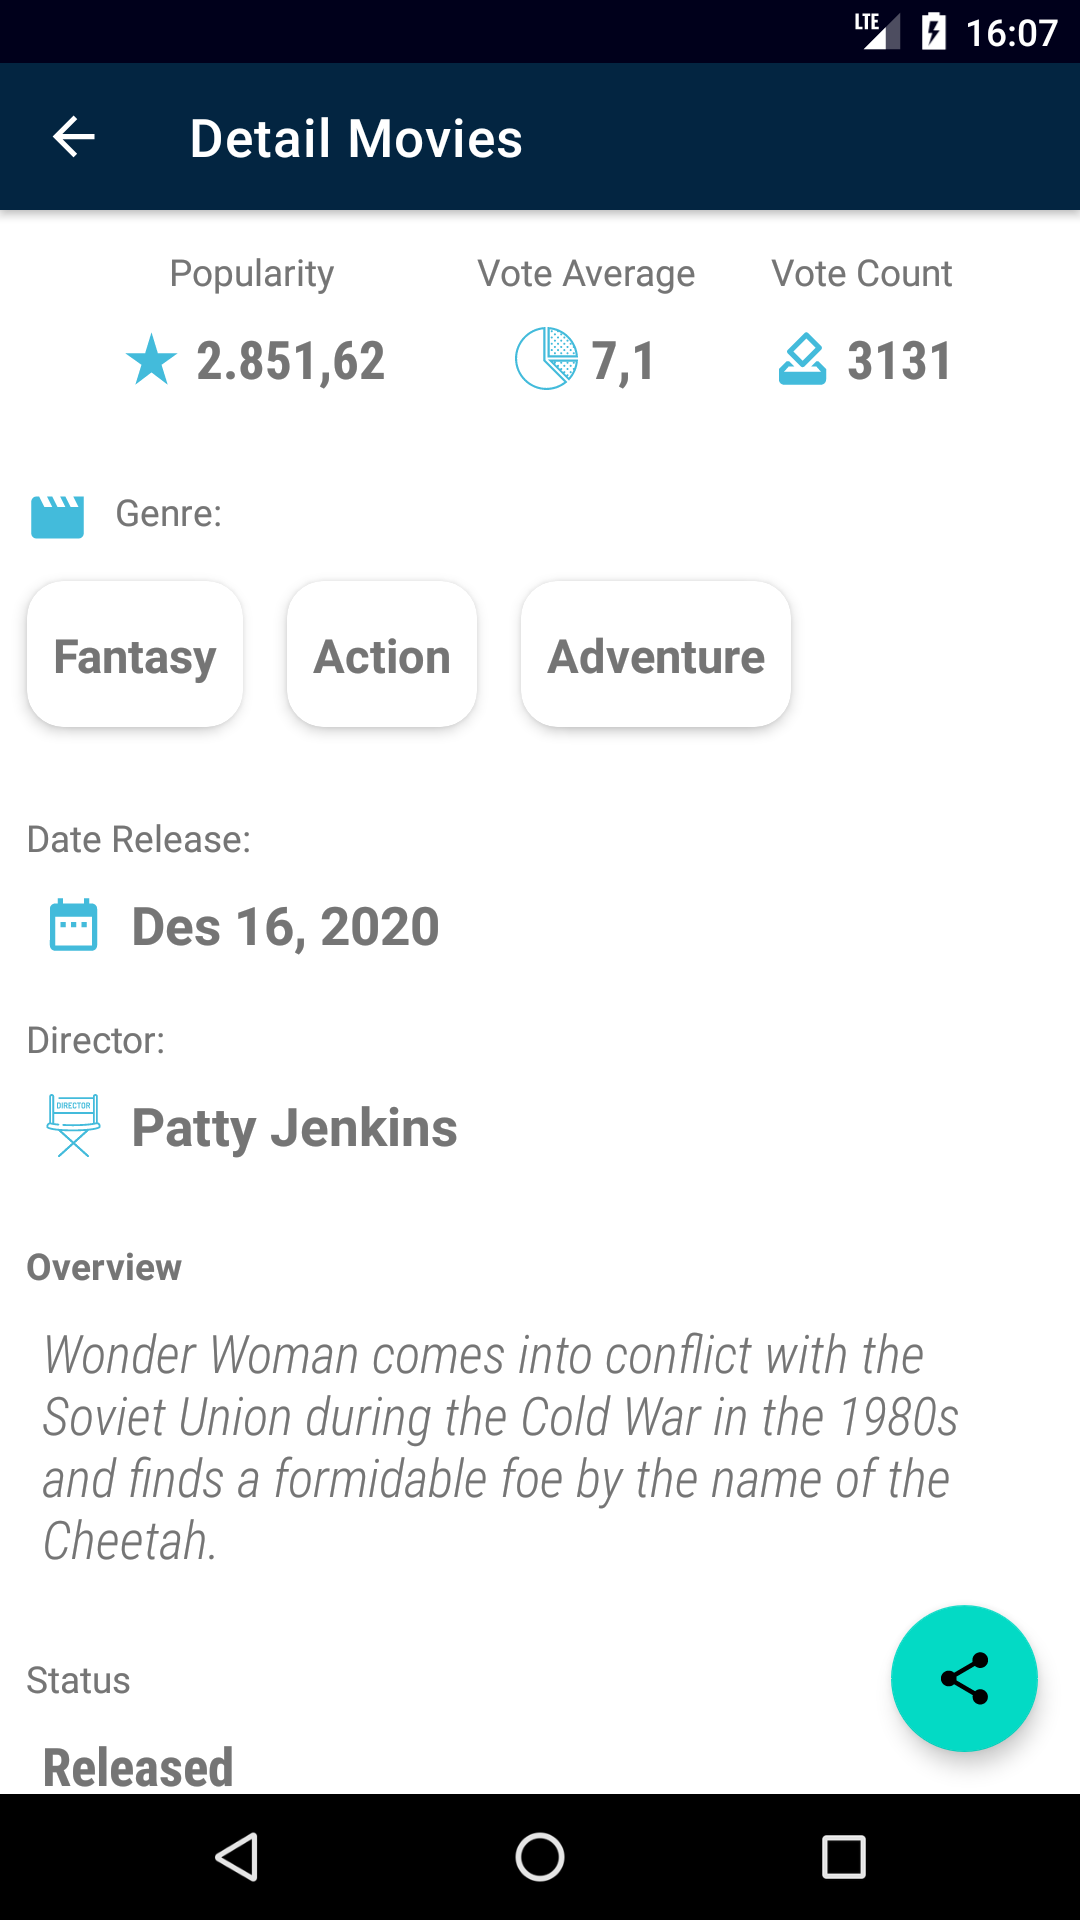 LTE 16:07
Detail Movies
Popularity Vote Average Vote Count
2.851,62 7,1 3131
Genre:
Fantasy Action Adventure
Date Release:
Des 16, 2020
Director:
DIRECTOR Patty Jenkins
Overview
Wonder Woman comes into conflict with the
Soviet Union during the Cold War in the 1980s
and finds a formidable foe by the name of the
Cheetah.
Status
Released